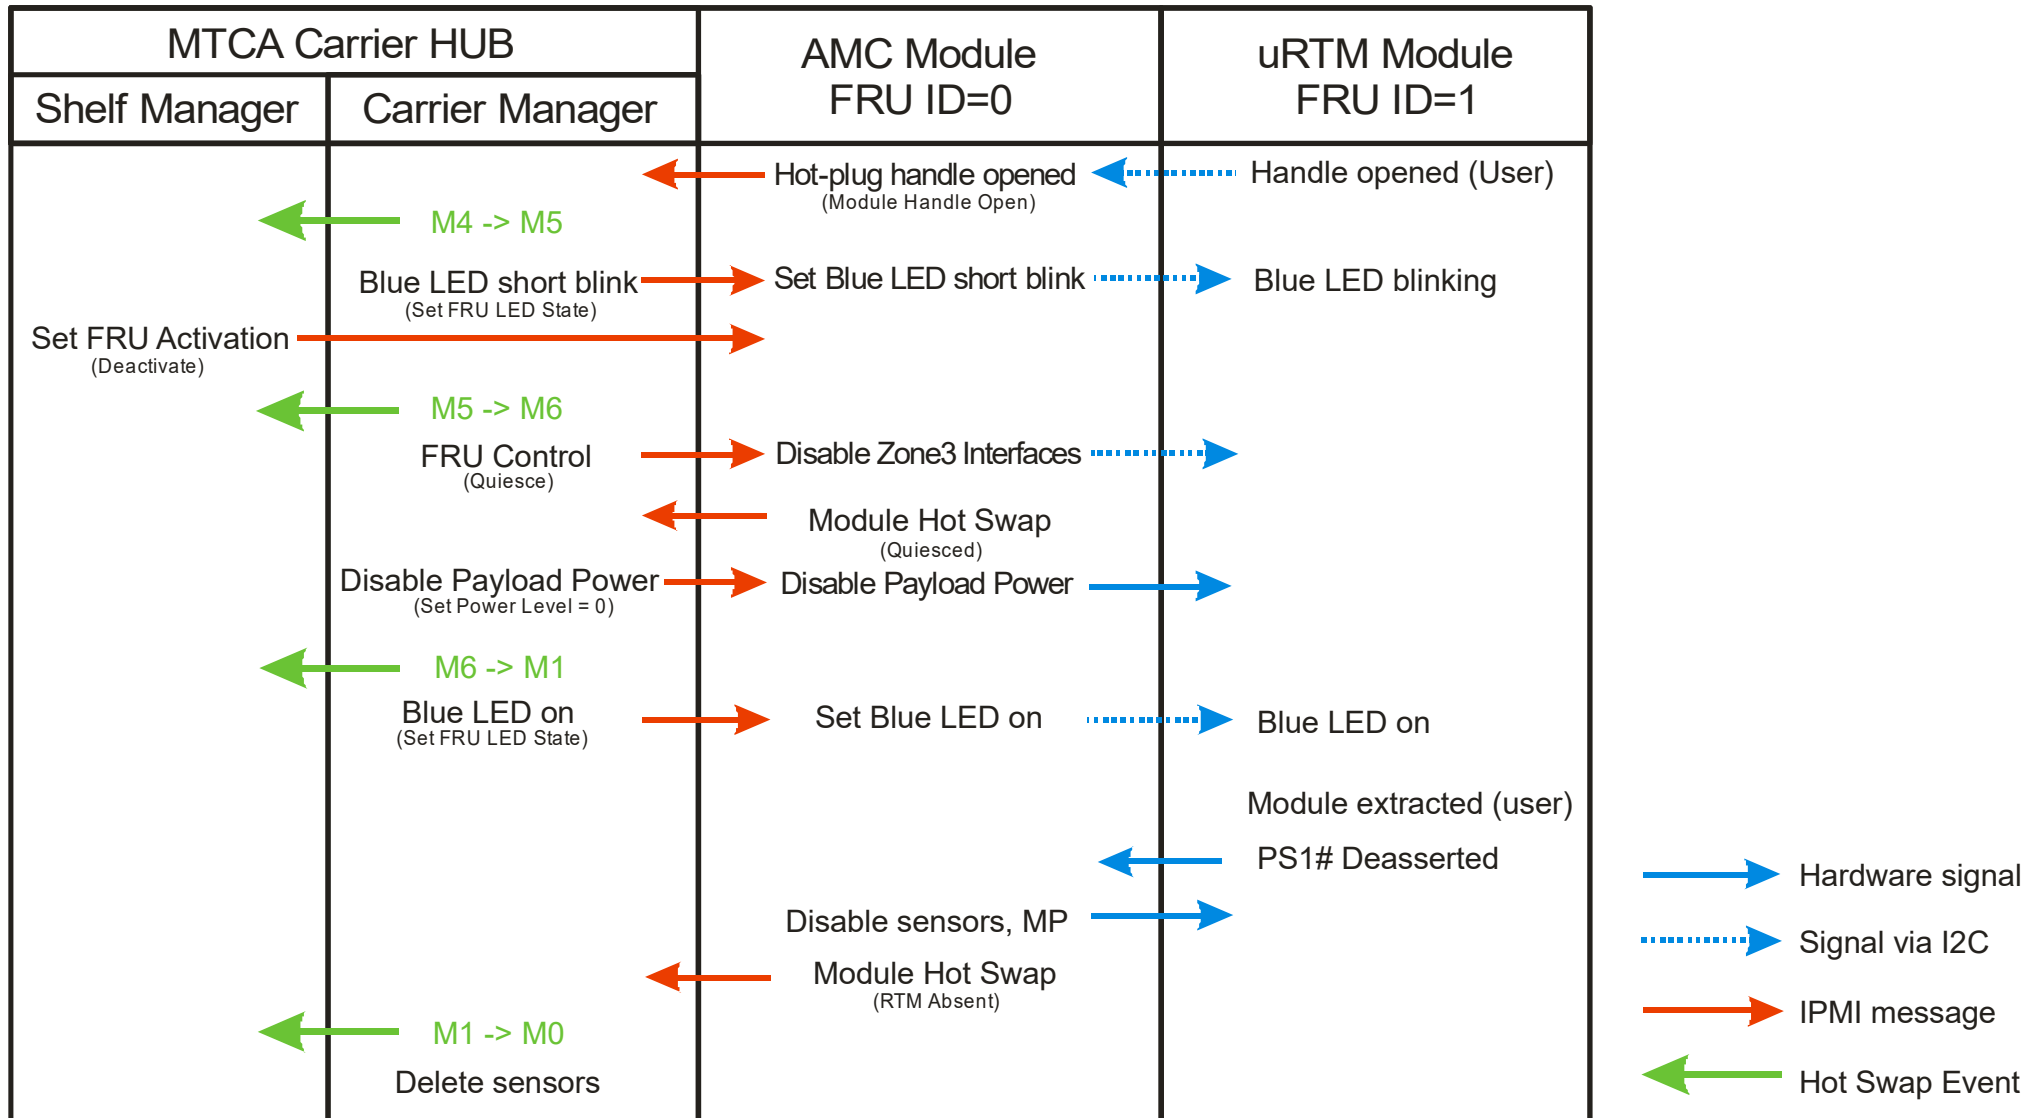 MTCA Carrier HUB
AMC Module
FRU ID=0
uRTM Module
FRU ID=1
Shelf Manager
Carrier Manager
Hot-plug handle opened
(Module Handle Open)
Handle opened (User)
M4 -> M5
Blue LED short blink
(Set FRU LED State)
Set Blue LED short blink
Blue LED blinking
Set FRU Activation
(Deactivate)
M5 -> M6
FRU Control
(Quiesce)
Disable Zone3 Interfaces
Module Hot Swap
(Quiesced)
Disable Payload Power
(Set Power Level = 0)
Disable Payload Power
M6 -> M1
Blue LED on
(Set FRU LED State)
Set Blue LED on
Blue LED on
Module extracted (user)
PS1# Deasserted
Disable sensors, MP
Module Hot Swap
(RTM Absent)
M1 -> M0
Delete sensors
Hardware signal
Signal via I2C
IPMI message
Hot Swap Event